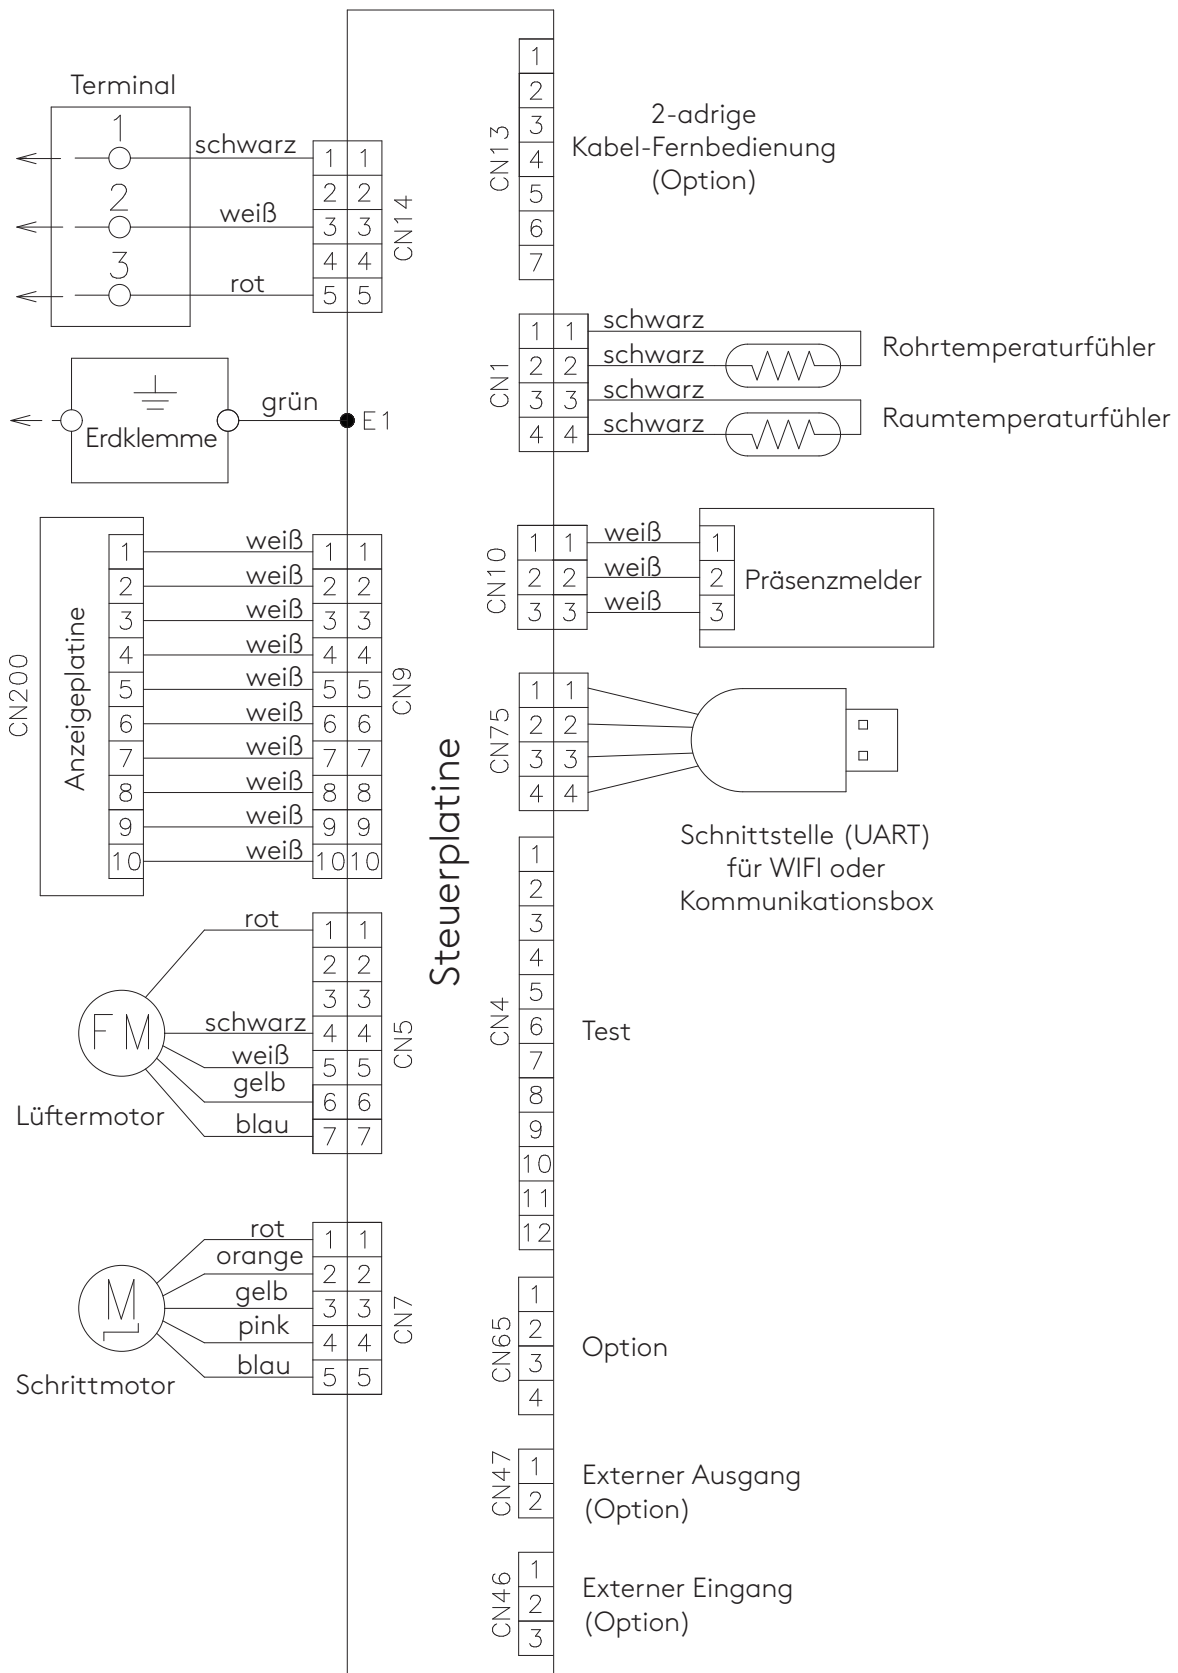 Terminal
1
schwarz
1 1
2
2 2
weiß
3 3
3
4 4
rot
5 5
CN14
Erdklemme
grün
E1
CN200
Anzeigeplatine
1 weiß 1 1
2 weiß 2 2
3 weiß 3 3
4 weiß 4 4
5 weiß 5 5
6 weiß 6 6
7 weiß 7 7
8 weiß 8 8
9 weiß 9 9
10 weiß 10 10
CN9
FM
Lüftermotor
rot 1 1
2 2
3 3
schwarz 4 4
weiß 5 5
gelb 6 6
blau 7 7
CN5
M
Schrittmotor
rot 1 1
orange 2 2
gelb 3 3
pink 4 4
blau 5 5
CN7
Steuerplatine
CN13
1
2
3
4
5
6
7
2-adrige
Kabel-Fernbedienung
(Option)
CN1
1 1 schwarz
2 2 schwarz
3 3 schwarz
4 4 schwarz
Rohrtemperaturfühler
Raumtemperaturfühler
CN10
1 1 weiß 1
2 2 weiß 2
3 3 weiß 3
Präsenzmelder
CN75
1 1
2 2
3 3
4 4
Schnittstelle (UART)
für WIFI oder
Kommunikationsbox
CN4
1
2
3
4
5
6
7
8
9
10
11
12
Test
CN65
1
2
3
4
Option
CN47
1
2
Externer Ausgang
(Option)
CN46
1
2
3
Externer Eingang
(Option)